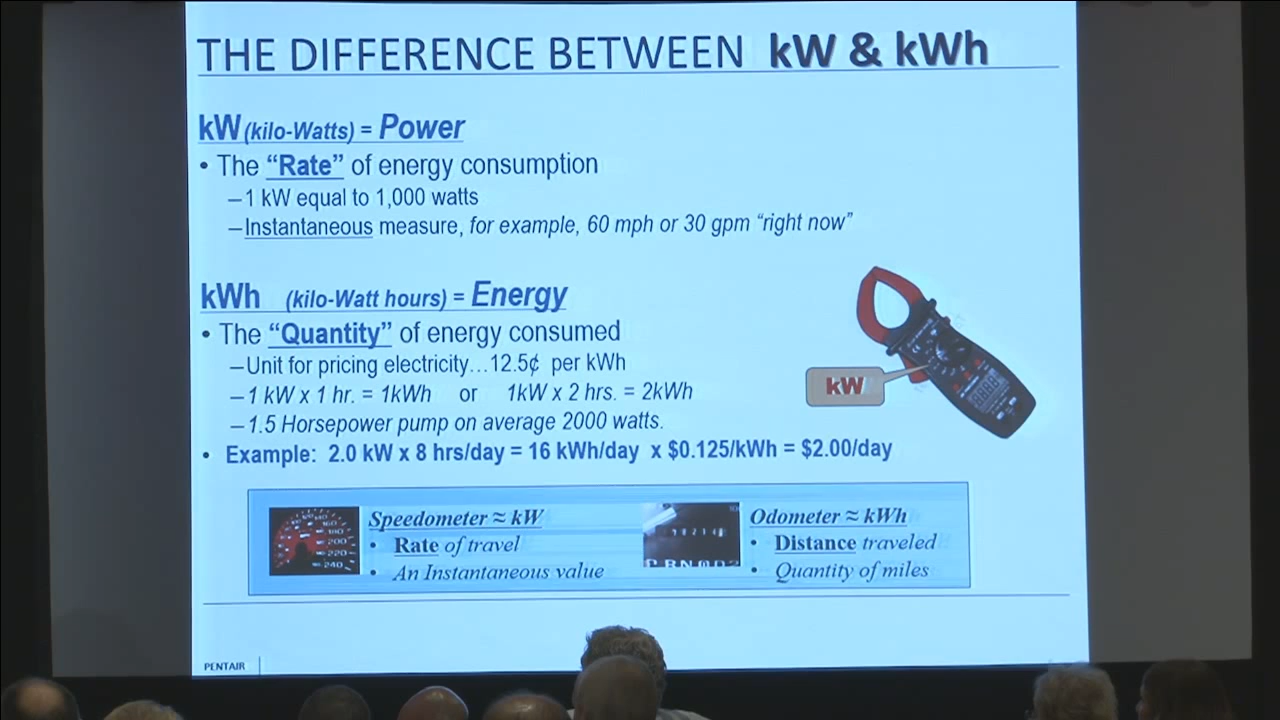 THE DIFFERENCE BETWEEN kW & kWh
kW (kilo-Watts) = Power
• The “Rate” of energy consumption
–1 kW equal to 1,000 watts
–Instantaneous measure, for example, 60 mph or 30 gpm “right now”
kWh (kilo-Watt hours) = Energy
• The “Quantity” of energy consumed
–Unit for pricing electricity…12.5¢ per kWh
–1 kW x 1 hr. = 1kWh or 1kW x 2 hrs. = 2kWh
–1.5 Horsepower pump on average 2000 watts.
• Example: 2.0 kW x 8 hrs/day = 16 kWh/day x $0.125/kWh = $2.00/day
kW
Speedometer ≈ kW
• Rate of travel
• An Instantaneous value
160
180
200
220
240
Odometer ≈ kWh
• Distance traveled
• Quantity of miles
PENTAIR